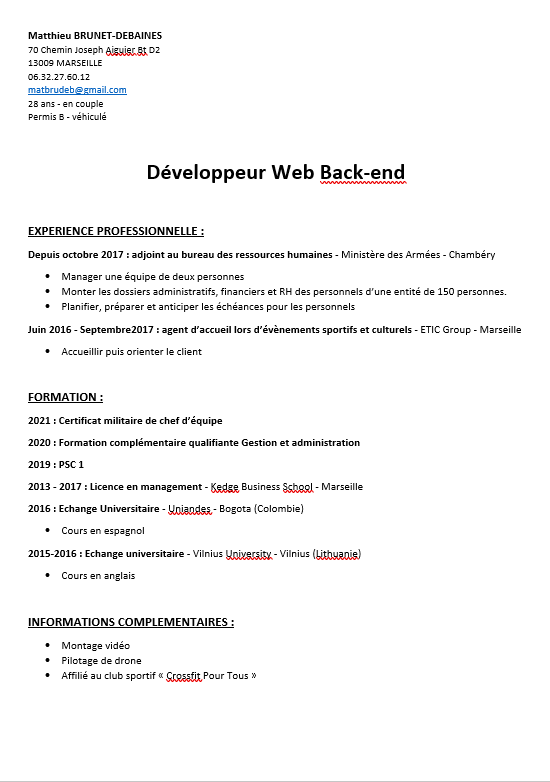 Matthieu BRUNET-DEBAINES
70 Chemin Joseph Aiguier Bt D2
13009 MARSEILLE
06.32.27.60.12
matbrudeb@gmail.com
28 ans - en couple
Permis B - véhiculé
Développeur Web Back-end
EXPERIENCE PROFESSIONNELLE :
Depuis octobre 2017 : adjoint au bureau des ressources humaines - Ministère des Armées - Chambéry
• Manager une équipe de deux personnes
• Monter les dossiers administratifs, financiers et RH des personnels d’une entité de 150 personnes.
• Planifier, préparer et anticiper les échéances pour les personnels
Juin 2016 - Septembre2017 : agent d’accueil lors d’évènements sportifs et culturels - ETIC Group - Marseille
• Accueillir puis orienter le client
FORMATION :
2021 : Certificat militaire de chef d’équipe
2020 : Formation complémentaire qualifiante Gestion et administration
2019 : PSC 1
2013 - 2017 : Licence en management - Kedge Business School - Marseille
2016 : Echange Universitaire - Uniandes - Bogota (Colombie)
• Cours en espagnol
2015-2016 : Echange universitaire - Vilnius University - Vilnius (Lithuanie)
• Cours en anglais
INFORMATIONS COMPLEMENTAIRES :
• Montage vidéo
• Pilotage de drone
• Affilié au club sportif « Crossfit Pour Tous »